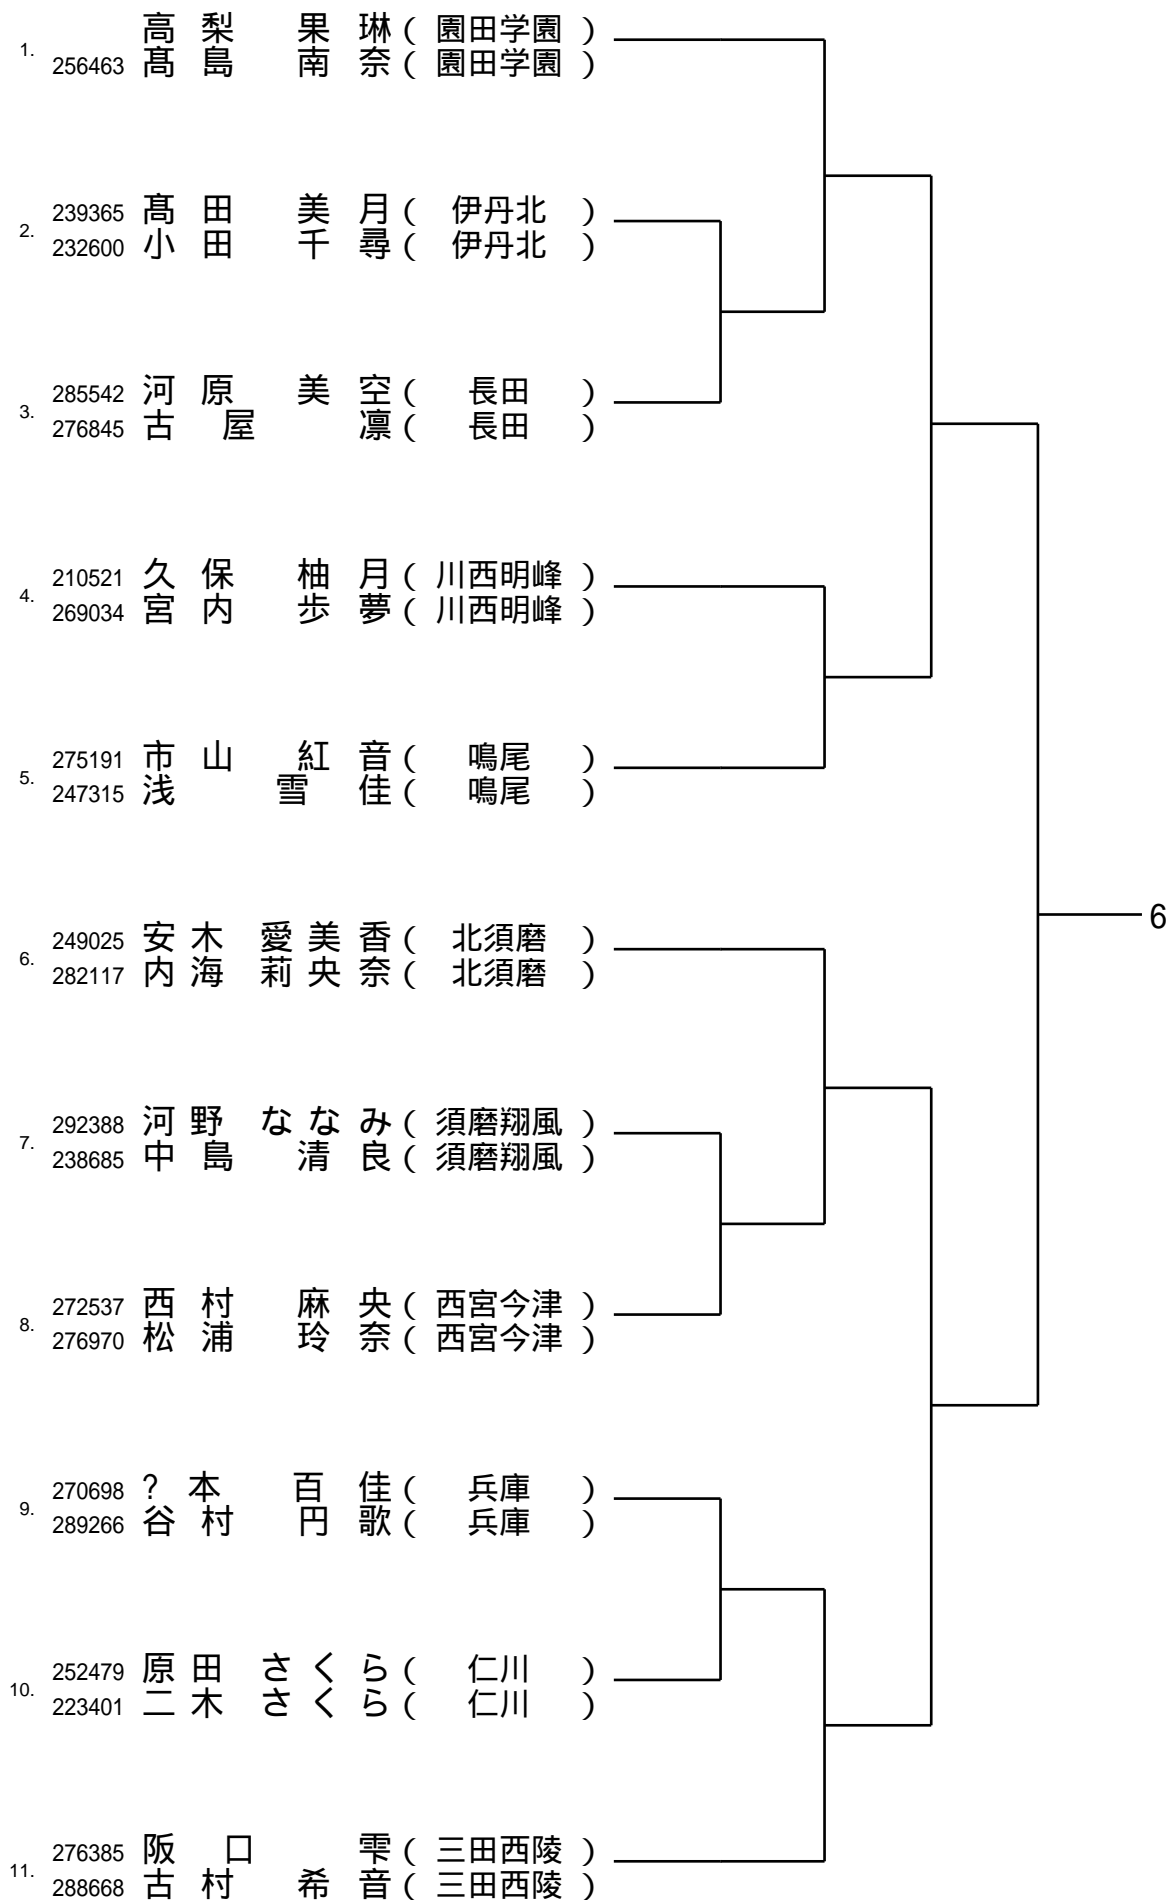 1. 高梨 果琳 ( 園田学園 )
256463 髙島 南奈 ( 園田学園 )
2. 239365 髙田 美月 ( 伊丹北 )
232600 小田 千尋 ( 伊丹北 )
3. 285542 河原 美空 ( 長田 )
276845 古屋 凛 ( 長田 )
4. 210521 久保 柚月 ( 川西明峰 )
269034 宮内 歩夢 ( 川西明峰 )
5. 275191 市山 紅音 ( 鳴尾 )
247315 浅 雪佳 ( 鳴尾 )
6. 249025 安木 愛美香 ( 北須磨 )
282117 内海 莉央奈 ( 北須磨 )
7. 292388 河野 ななみ ( 須磨翔風 )
238685 中島 清良 ( 須磨翔風 )
8. 272537 西村 麻央 ( 西宮今津 )
276970 松浦 玲奈 ( 西宮今津 )
9. 270698 ?本 百佳 ( 兵庫 )
289266 谷村 円歌 ( 兵庫 )
10. 252479 原田 さくら ( 仁川 )
223401 二木 さくら ( 仁川 )
11. 276385 阪口 雫 ( 三田西陵 )
288668 古村 希音 ( 三田西陵 )
6